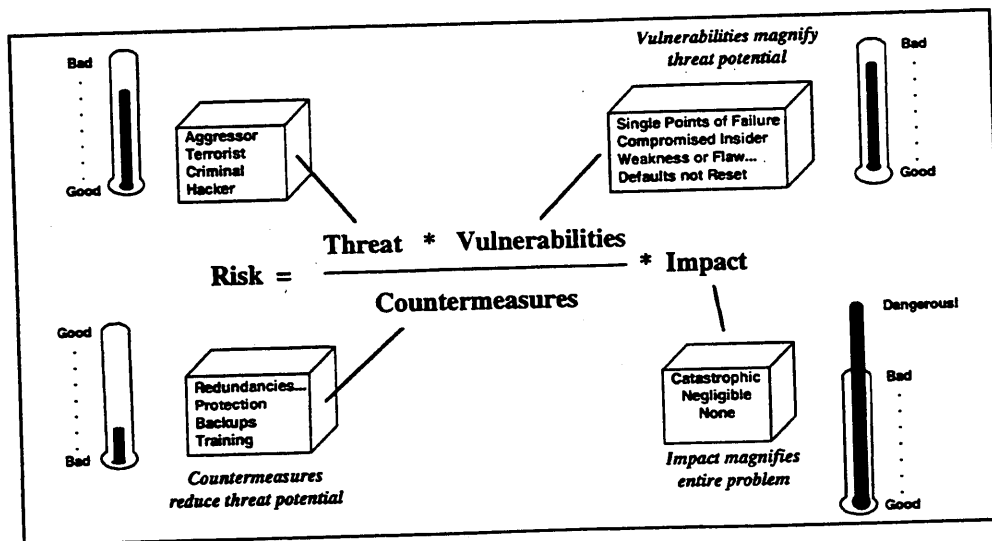 Bad
Good
Aggressor
Terrorist
Criminal
Hacker
Vulnerabilities magnify
threat potential
Single Points of Failure
Compromised Insider
Weakness or Flaw...
Defaults not Reset
Bad
Good
Risk = Threat * Vulnerabilities * Impact
Countermeasures
Good
Bad
Redundancies...
Protection
Backups
Training
Countermeasures
reduce threat potential
Catastrophic
Negligible
None
Impact magnifies
entire problem
Dangerous!
Bad
Good